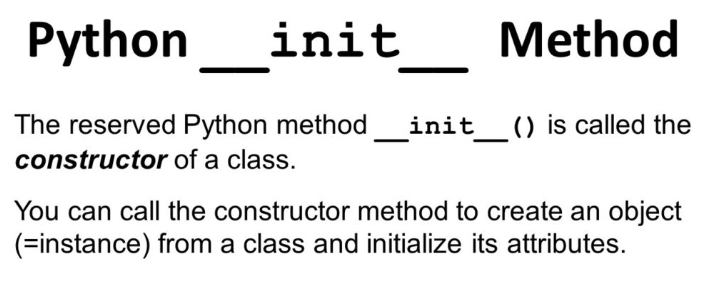 Python __init__ Method
The reserved Python method __init__() is called the
constructor of a class.
You can call the constructor method to create an object
(=instance) from a class and initialize its attributes.